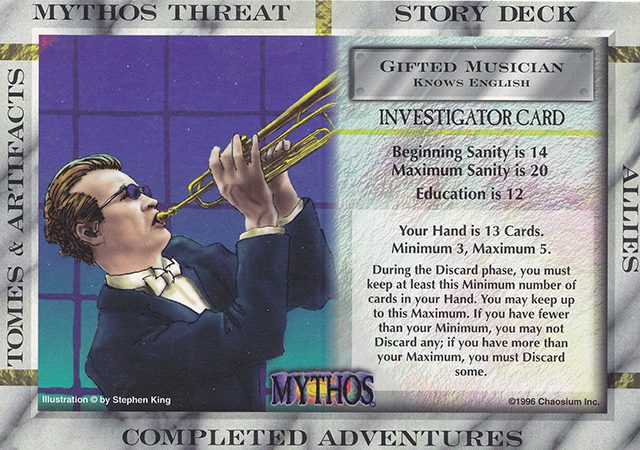 MYTHOS THREAT
STORY DECK
TOMES & ARTIFACTS
ALLIES
GIFTED MUSICIAN
KNOWS ENGLISH
INVESTIGATOR CARD
Beginning Sanity is 14
Maximum Sanity is 20
Education is 12
Your Hand is 13 Cards.
Minimum 3, Maximum 5.
During the Discard phase, you must
keep at least this Minimum number of
cards in your Hand. You may keep up
to this Maximum. If you have fewer
than your Minimum, you may not
Discard any; if you have more than
your Maximum, you must Discard
some.
MYTHOS
Illustration © by Stephen King
©1996 Chaosium Inc.
COMPLETED ADVENTURES